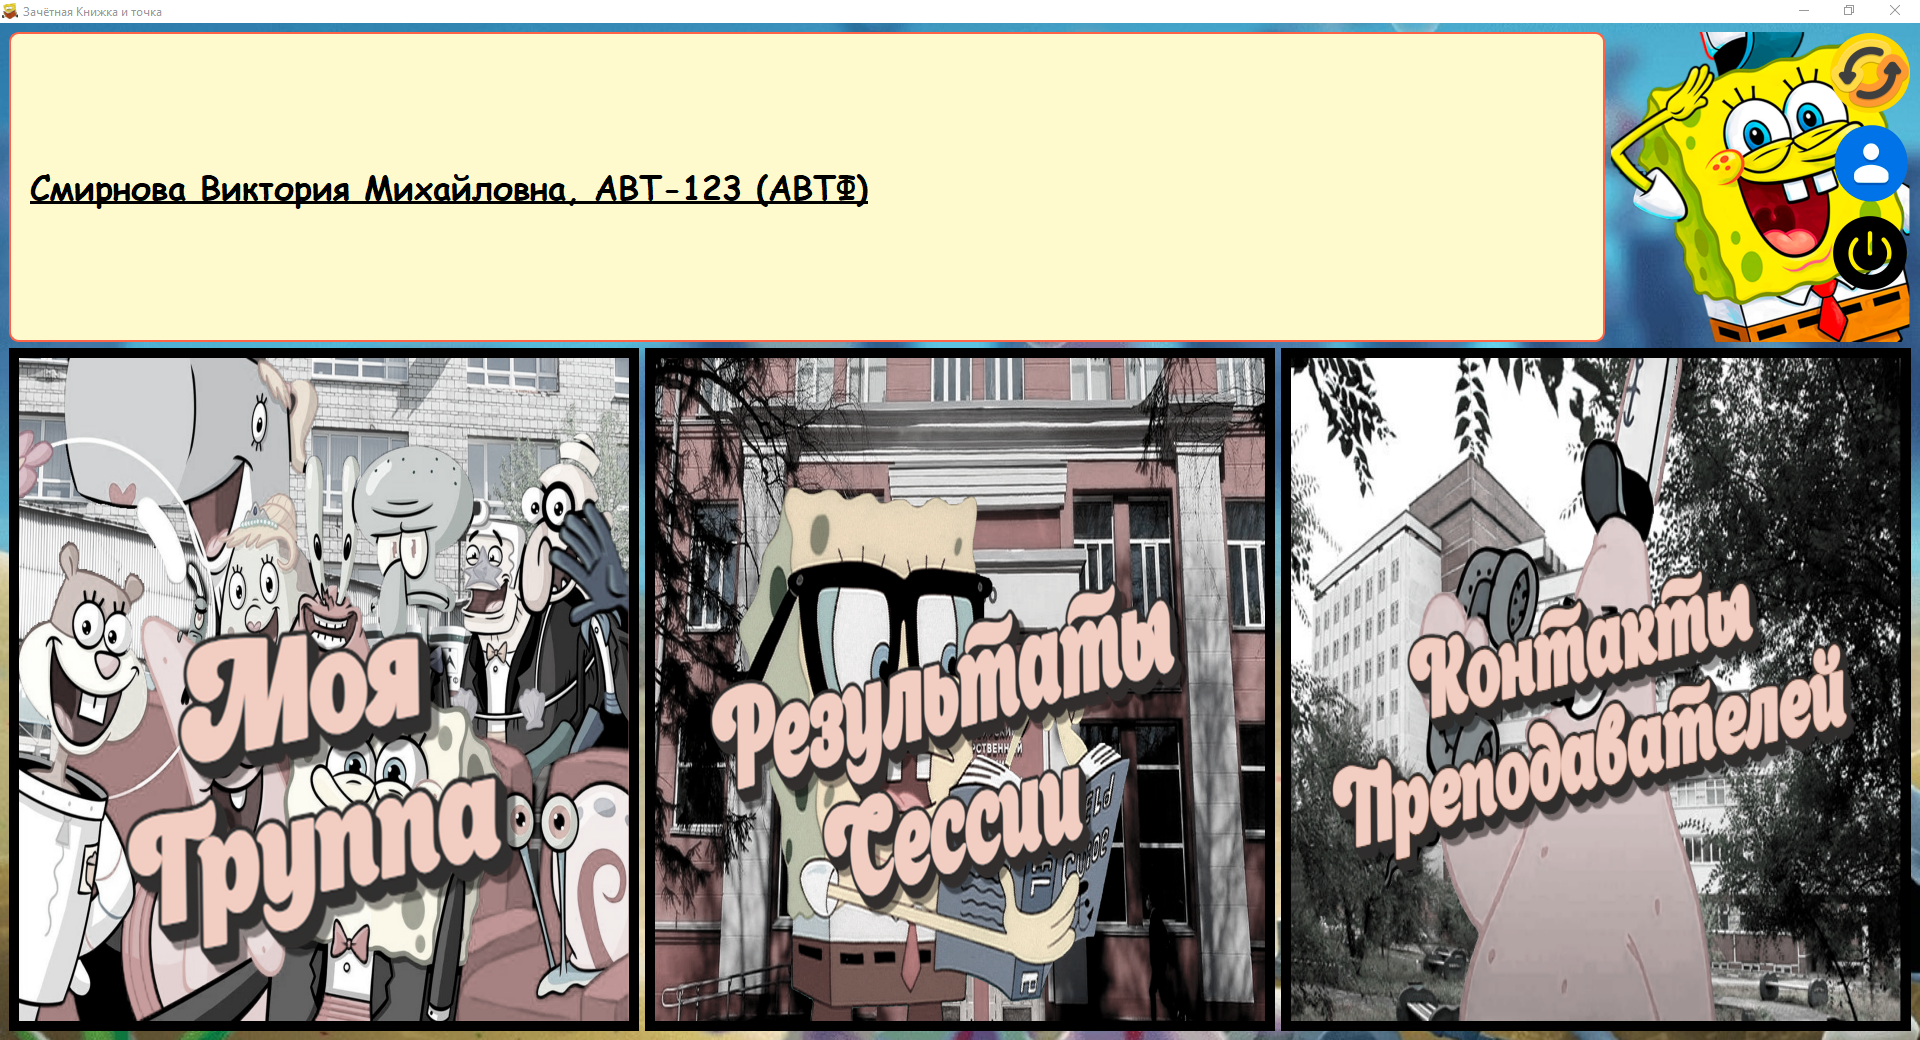 Зачётная Книжка и точка
Смирнова Виктория Михайловна, АВТ-123 (АВТФ)
Моя
Группа
Результаты
Сессии
Контакты
Преподавателей